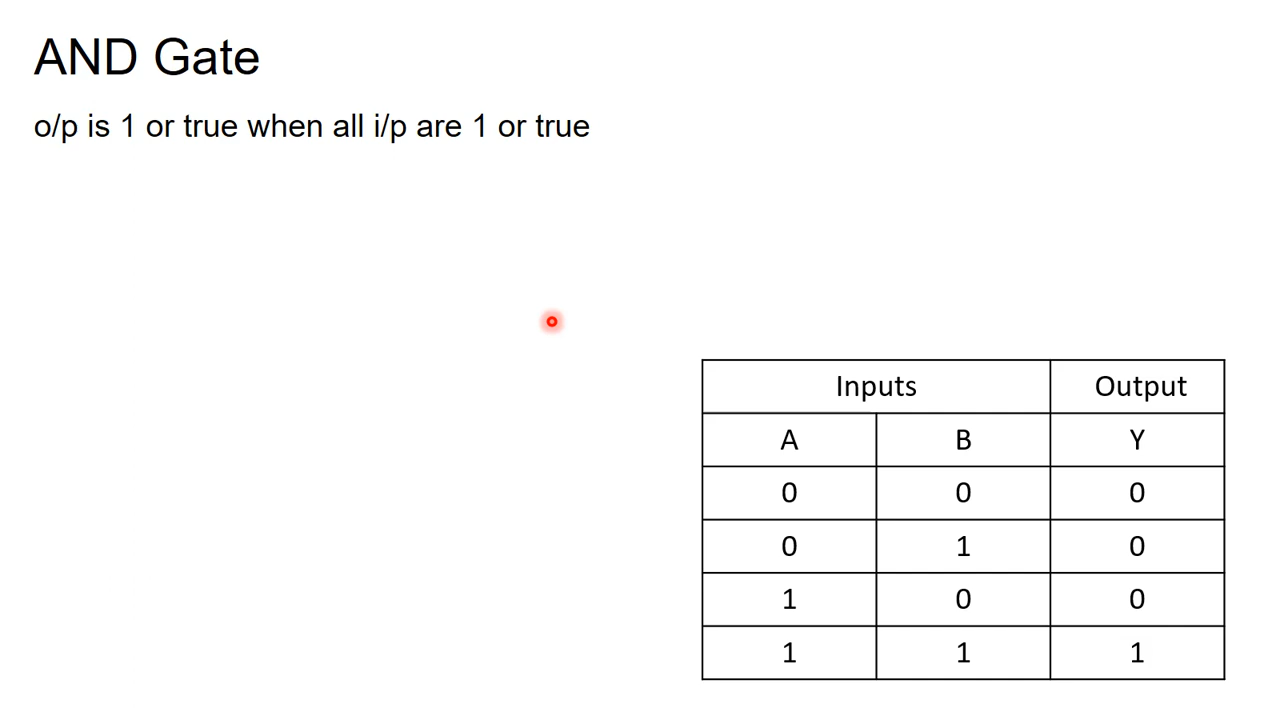 AND Gate
o/p is 1 or true when all i/p are 1 or true
Inputs Output
A B Y
0 0 0
0 1 0
1 0 0
1 1 1